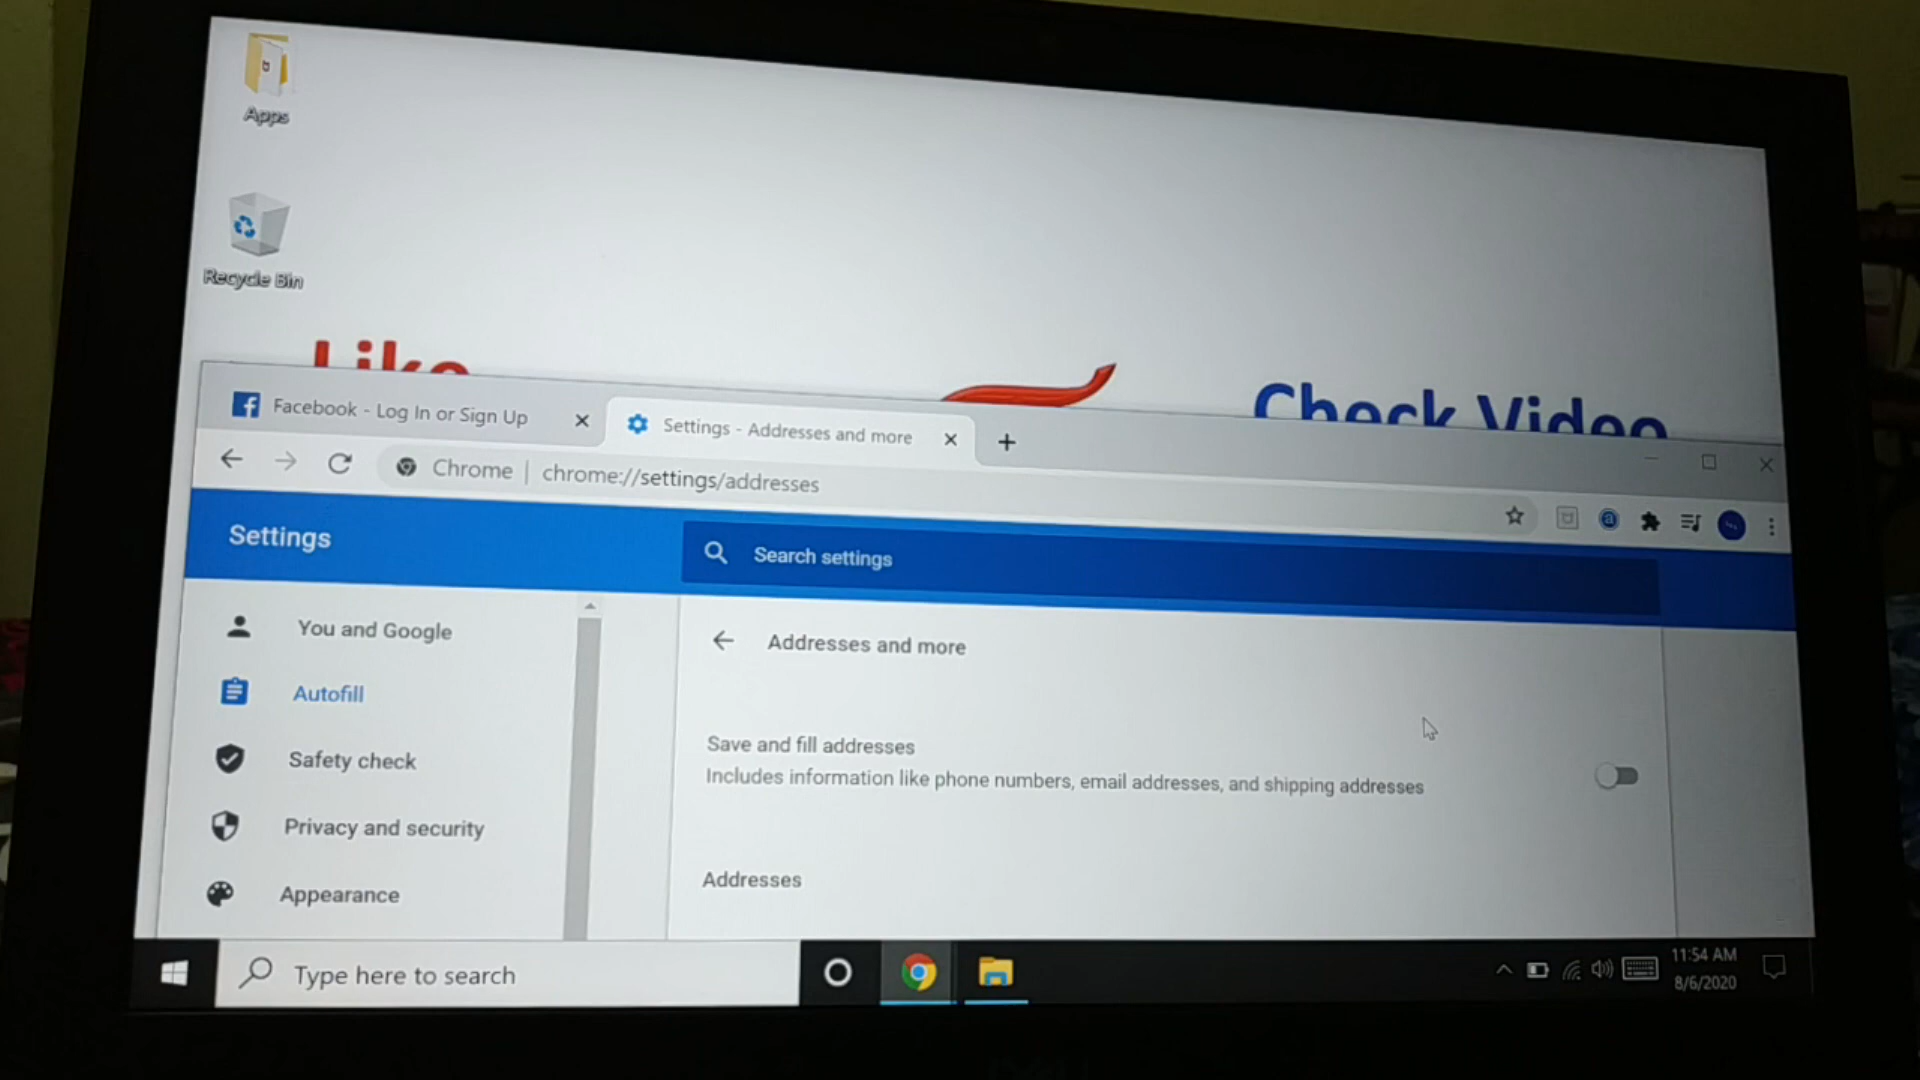 Apps
Recycle Bin
Like
Check Video
Facebook - Log In or Sign Up
Settings - Addresses and more
Chrome | chrome://settings/addresses
Settings
Search settings
You and Google
Autofill
Safety check
Privacy and security
Appearance
Addresses and more
Save and fill addresses
Includes information like phone numbers, email addresses, and shipping addresses
Addresses
Type here to search
11:54 AM
8/6/2020